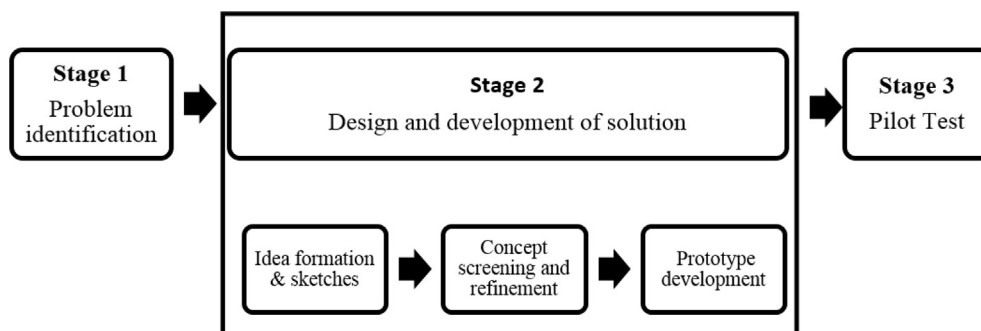 Stage 1
Problem
identification
Stage 2
Design and development of solution
Stage 3
Pilot Test
Idea formation
& sketches
Concept
screening and
refinement
Prototype
development